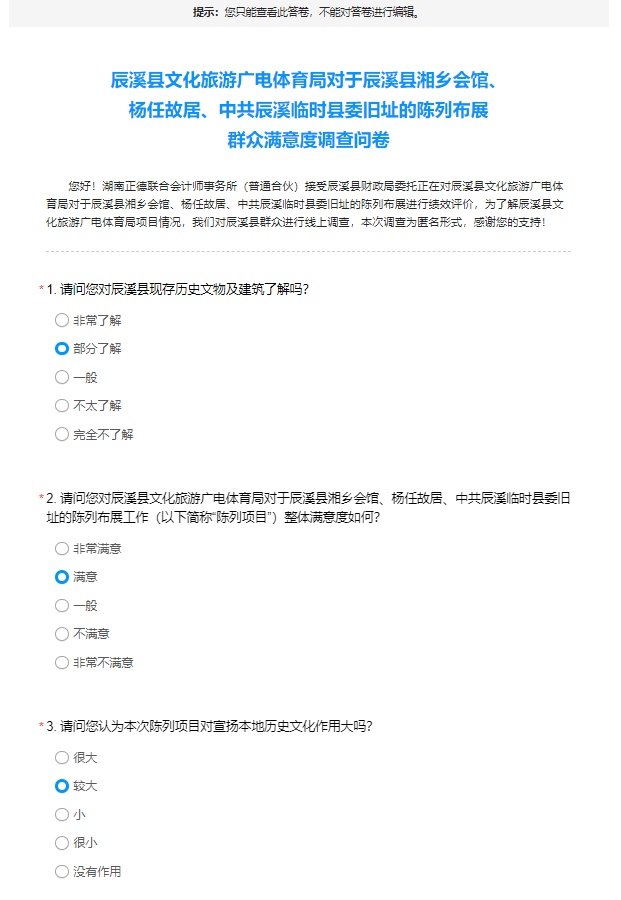 提示：您只能查看此答卷，不能对答卷进行编辑。
辰溪县文化旅游广电体育局对于辰溪县湘乡会馆、
杨任故居、中共辰溪临时县委旧址的陈列布展
群众满意度调查问卷
您好！湖南正德联合会计师事务所（普通合伙）接受辰溪县财政局委托正在对辰溪县文化旅游广电体
育局对于辰溪县湘乡会馆、杨任故居、中共辰溪临时县委旧址的陈列布展进行绩效评价，为了解辰溪县文
化旅游广电体育局项目情况，我们对辰溪县群众进行线上调查，本次调查为匿名形式，感谢您的支持！
*1. 请问您对辰溪县现存历史文物及建筑了解吗？
非常了解
部分了解
一般
不太了解
完全不了解
*2. 请问您对辰溪县文化旅游广电体育局对于辰溪县湘乡会馆、杨任故居、中共辰溪临时县委旧
址的陈列布展工作（以下简称“陈列项目”）整体满意度如何？
非常满意
满意
一般
不满意
非常不满意
*3. 请问您认为本次陈列项目对宣扬本地历史文化作用大吗？
很大
较大
小
很小
没有作用